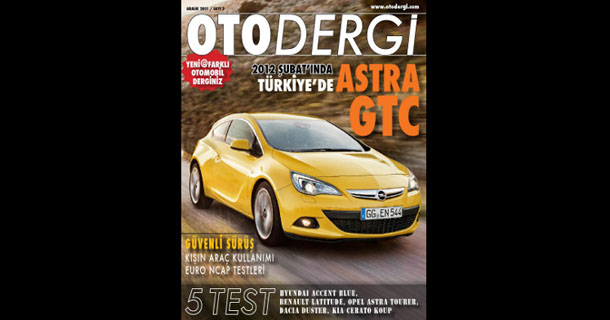 ARALIK 2011 / SAYI 2
www.otodergi.com
OTODERGİ
YENİ@FARKLI
OTOMOBİL
DERGİNİZ
2012 ŞUBAT'INDA
TÜRKİYE'DE
ASTRA
GTC
GG EN 544
GÜVENLİ SÜRÜŞ
KIŞIN ARAÇ KULLANIMI
EURO NCAP TESTLERİ
5 TEST
HYUNDAI ACCENT BLUE,
RENAULT LATITUDE, OPEL ASTRA TOURER,
DACIA DUSTER, KIA CERATO KOUP